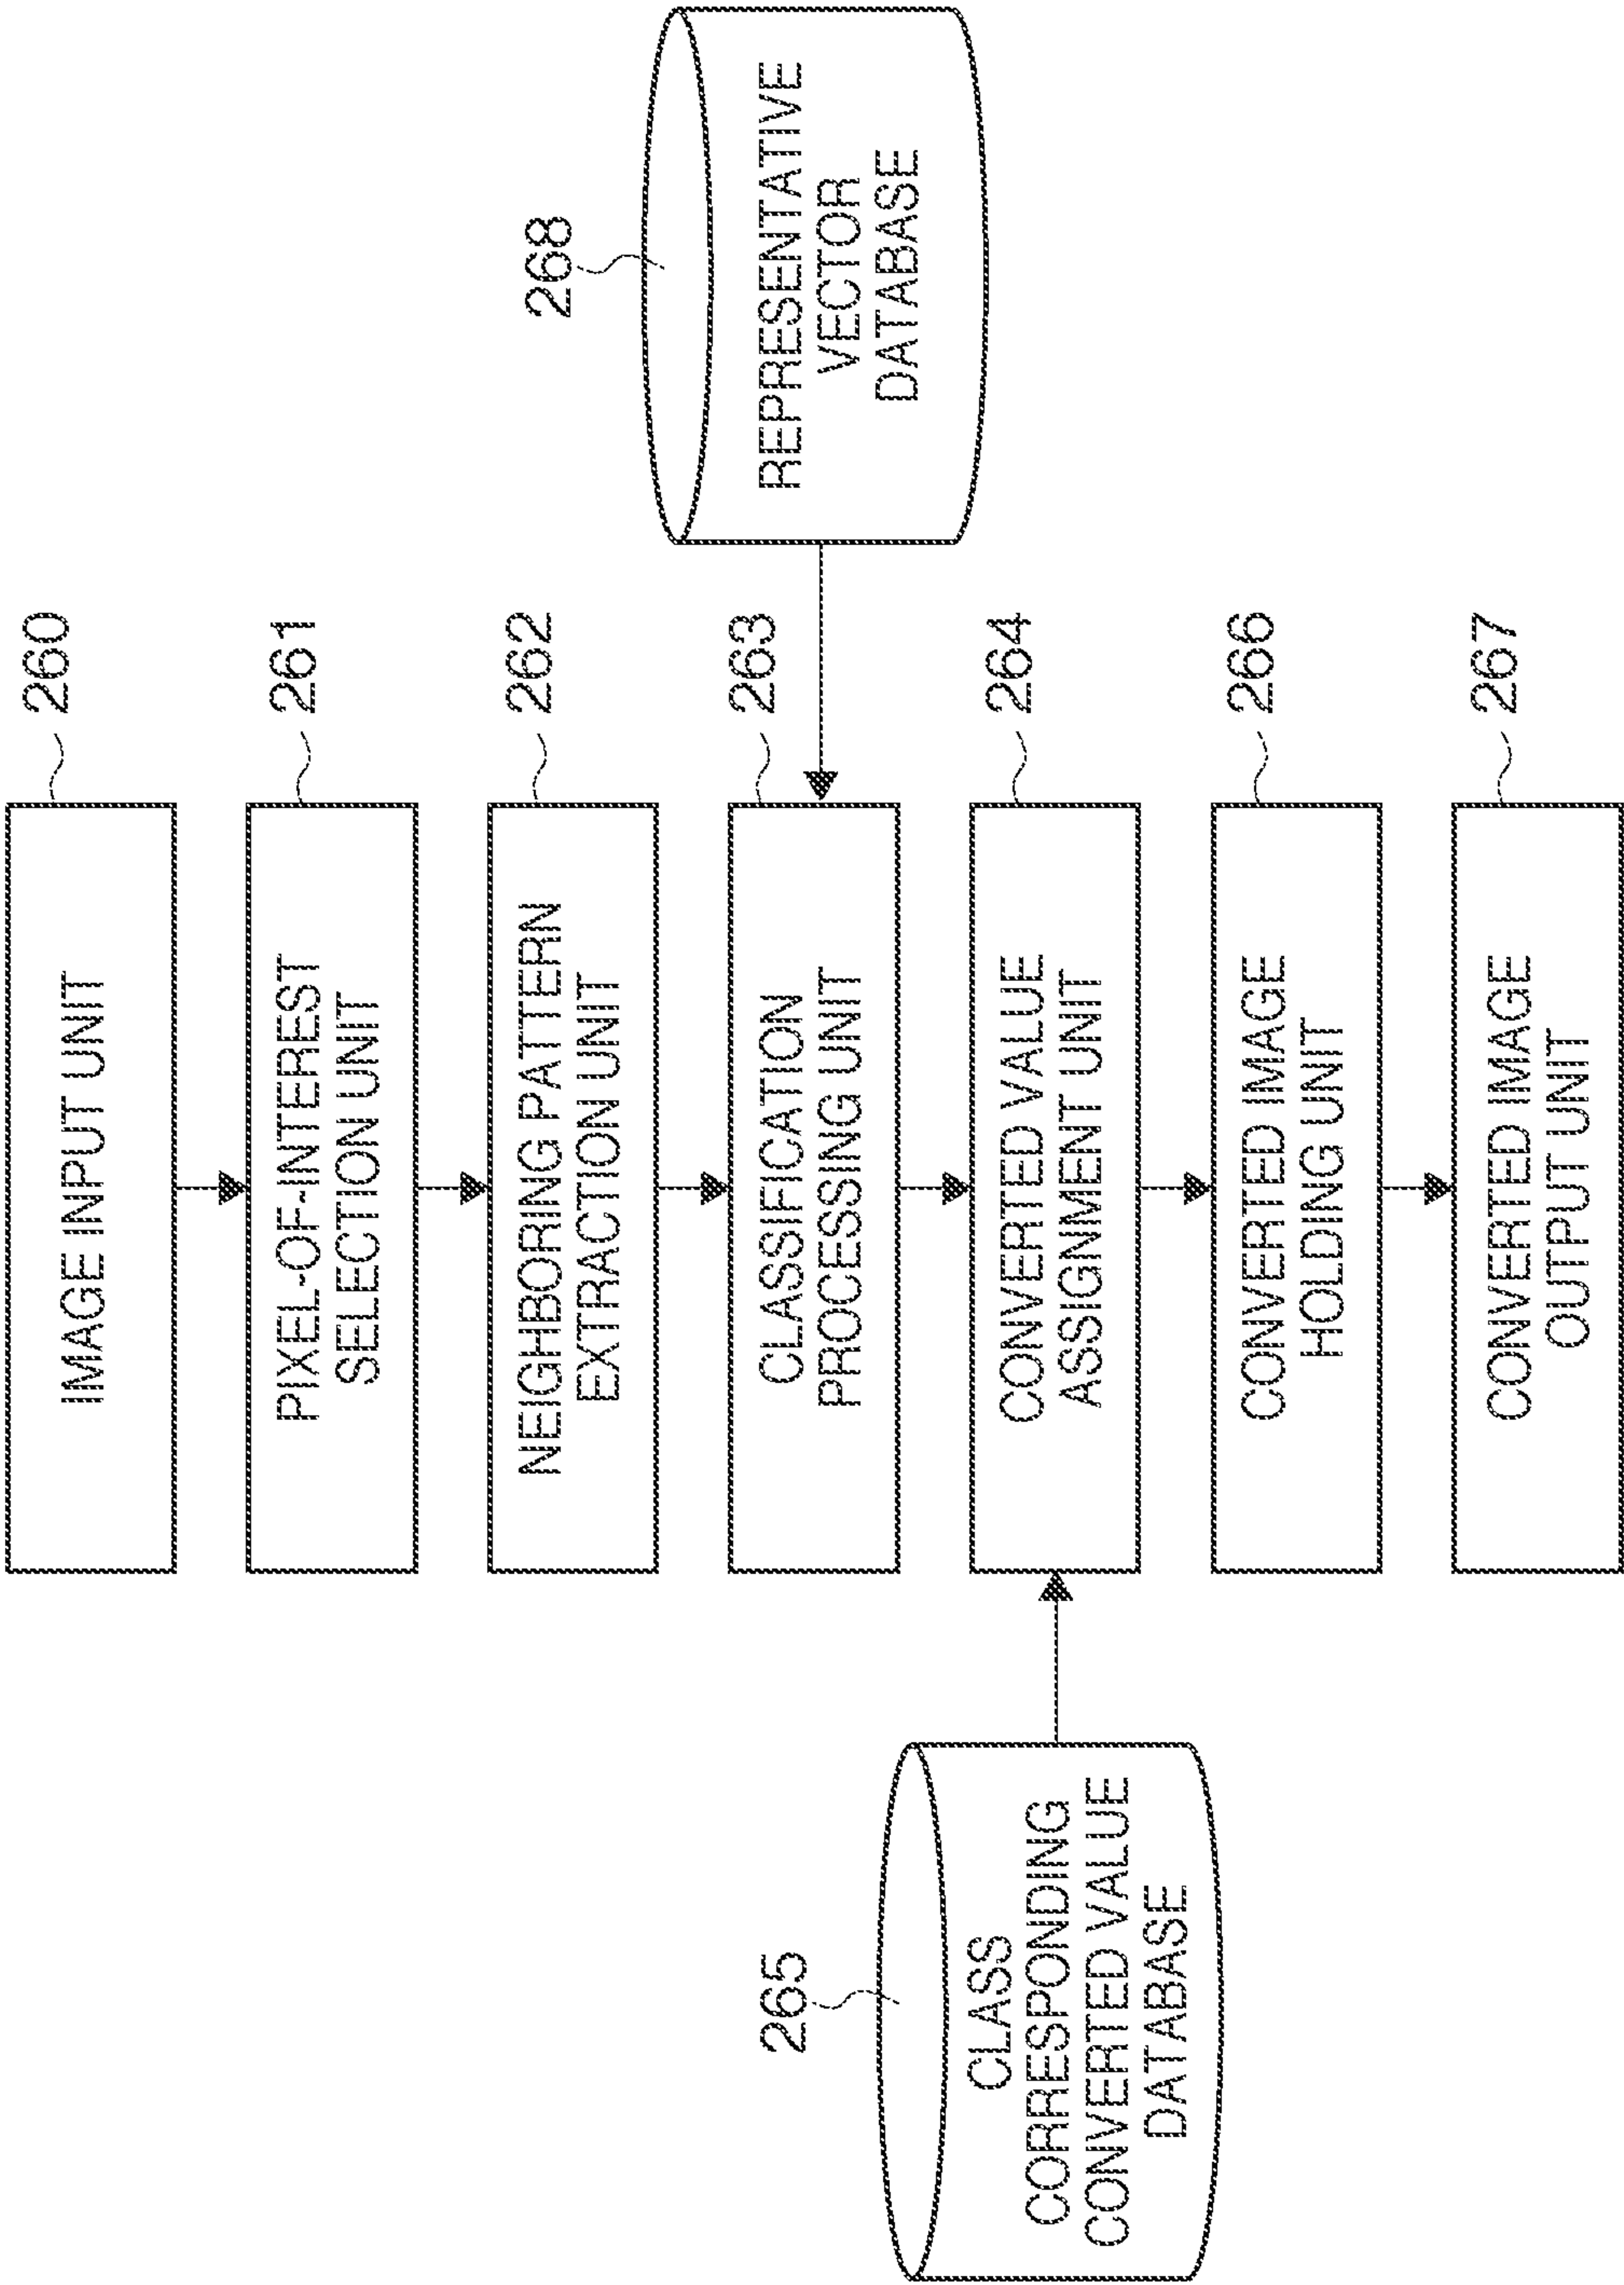 260
IMAGE INPUT UNIT
261
PIXEL-OF-INTEREST
SELECTION UNIT
262
NEIGHBORING PATTERN
EXTRACTION UNIT
263
CLASSIFICATION
PROCESSING UNIT
268
REPRESENTATIVE
VECTOR
DATABASE
264
CONVERTED VALUE
ASSIGNMENT UNIT
265
CLASS
CORRESPONDING
CONVERTED VALUE
DATABASE
266
CONVERTED IMAGE
HOLDING UNIT
267
CONVERTED IMAGE
OUTPUT UNIT